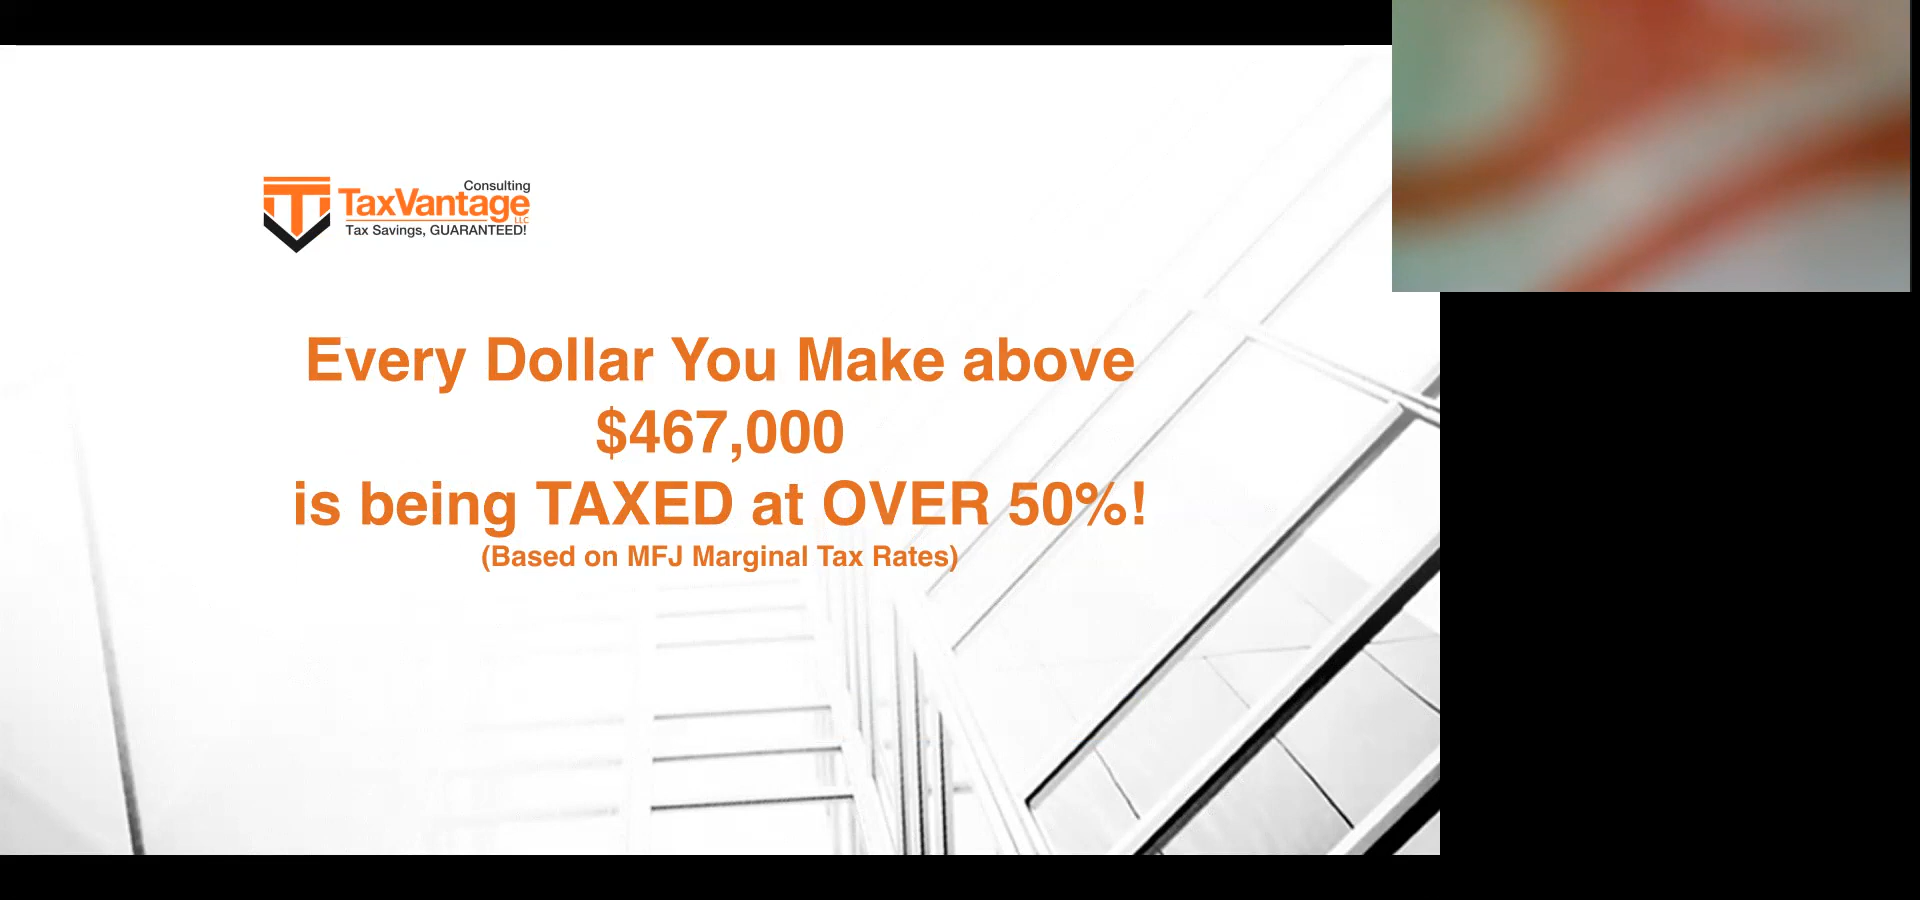 Consulting
TaxVantage
LLC
Tax Savings, GUARANTEED!
Every Dollar You Make above
$467,000
is being TAXED at OVER 50%!
(Based on MFJ Marginal Tax Rates)